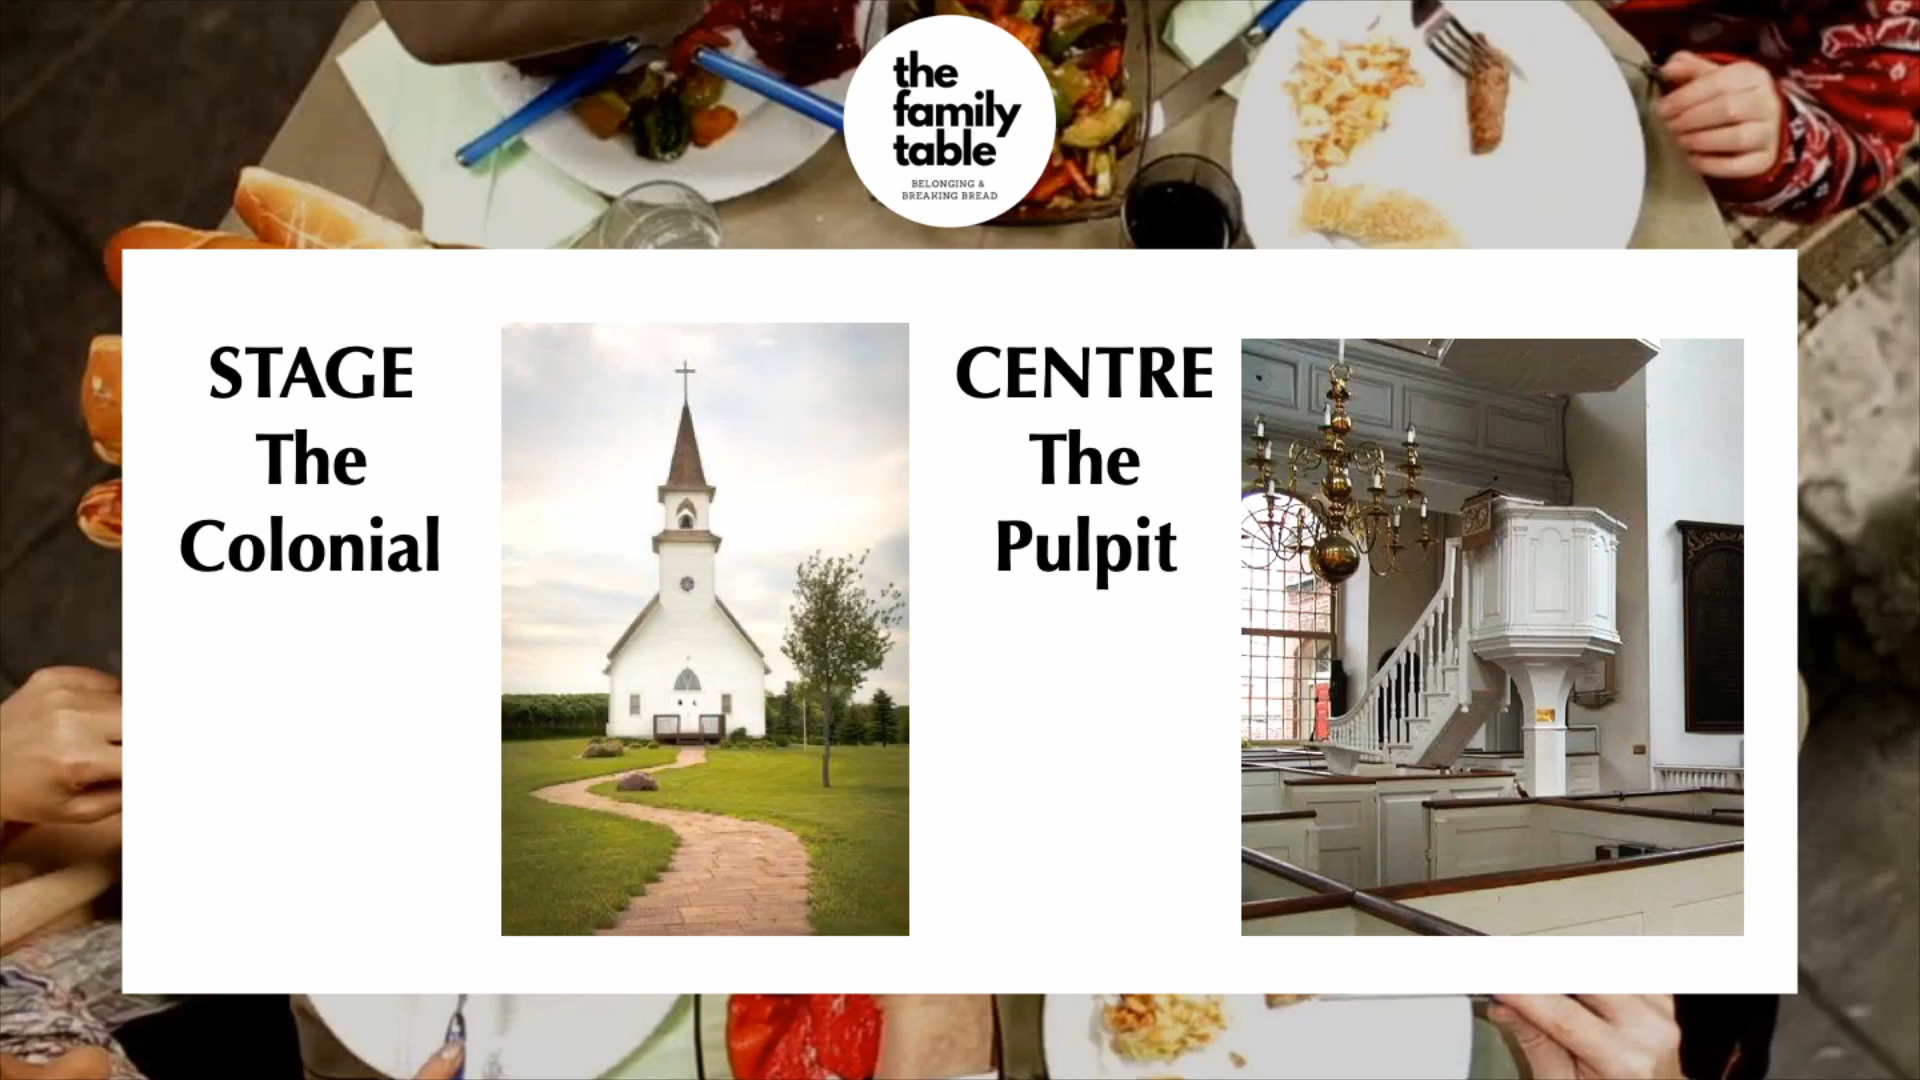 the
family
table
BELONGING &
BREAKING BREAD
STAGE
The
Colonial
CENTRE
The
Pulpit